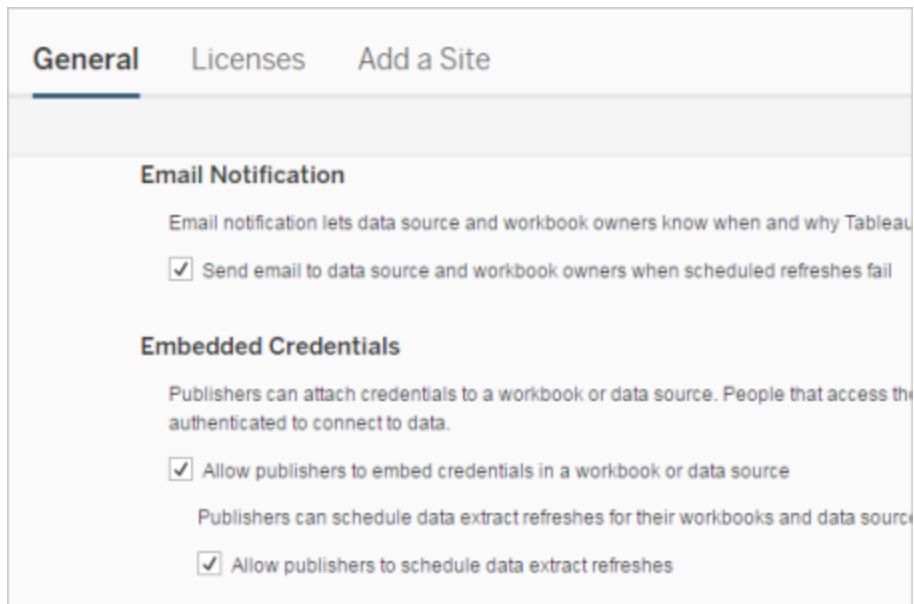 General Licenses Add a Site
Email Notification
Email notification lets data source and workbook owners know when and why Tableau
Send email to data source and workbook owners when scheduled refreshes fail
Embedded Credentials
Publishers can attach credentials to a workbook or data source. People that access the
authenticated to connect to data.
Allow publishers to embed credentials in a workbook or data source
Publishers can schedule data extract refreshes for their workbooks and data source
Allow publishers to schedule data extract refreshes